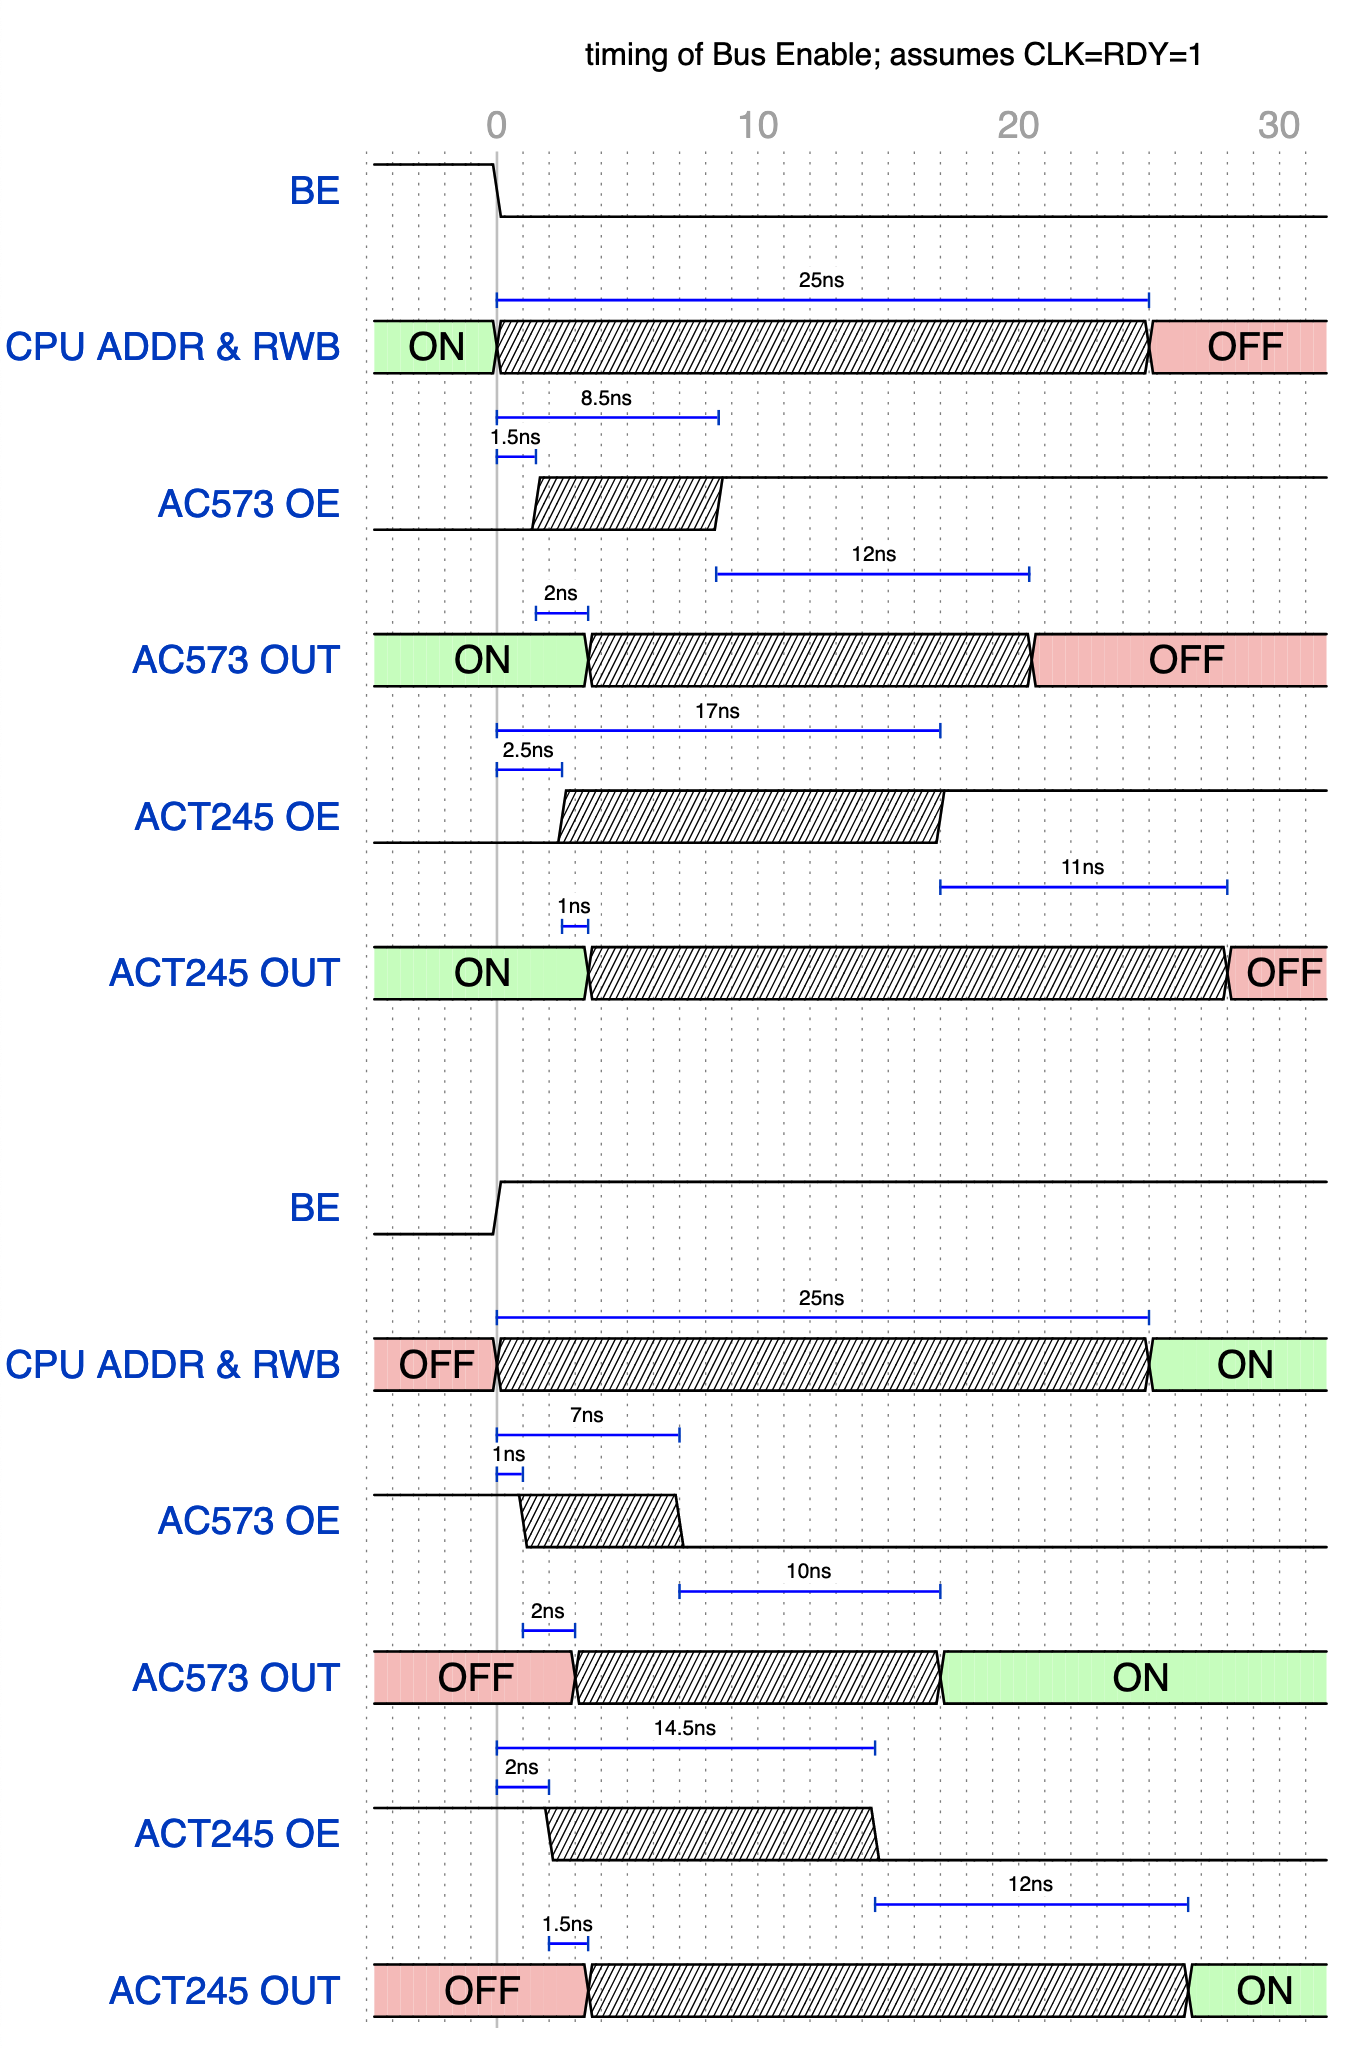 timing of Bus Enable; assumes CLK=RDY=1
0 10 20 30
BE
25ns
CPU ADDR & RWB ON OFF
8.5ns
1.5ns
AC573 OE
12ns
2ns
AC573 OUT ON OFF
17ns
2.5ns
ACT245 OE
11ns
1ns
ACT245 OUT ON OFF
BE
25ns
CPU ADDR & RWB OFF ON
7ns
1ns
AC573 OE
10ns
2ns
AC573 OUT OFF ON
14.5ns
2ns
ACT245 OE
12ns
1.5ns
ACT245 OUT OFF ON